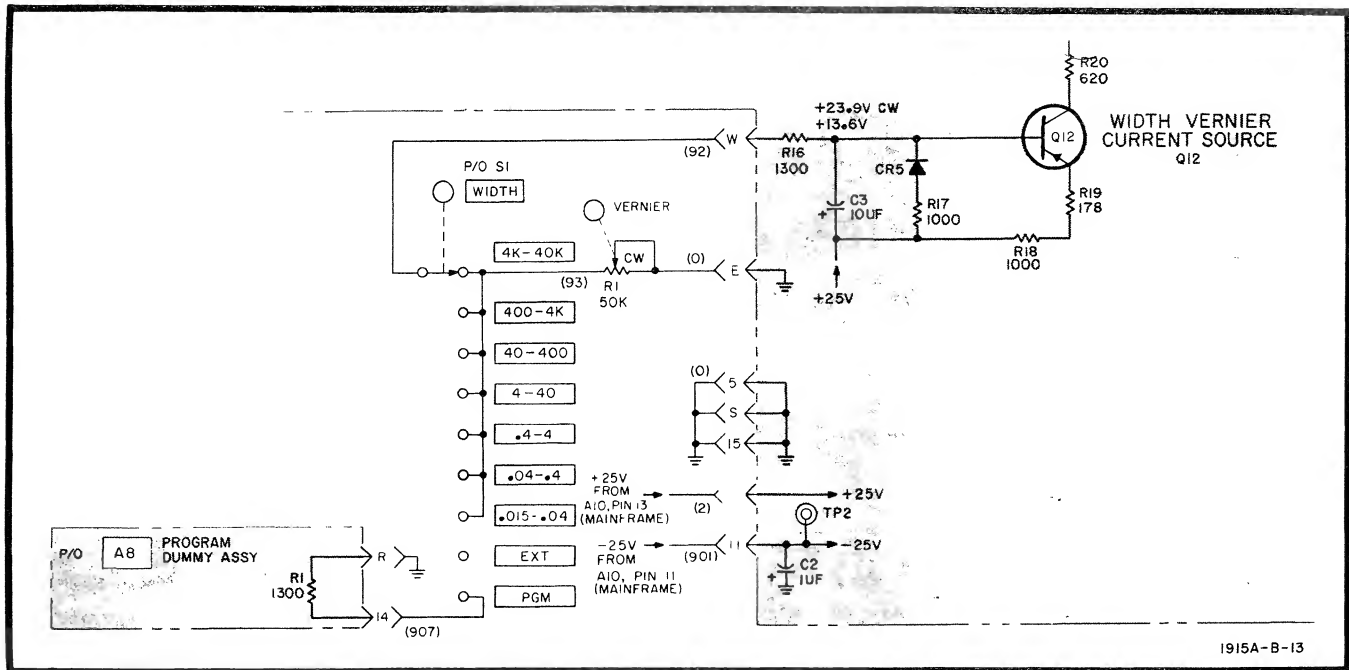 R20
620
+23.9V CW
+13.6V
WIDTH VERNIER
CURRENT SOURCE
Q12
Q12
W
(92)
R16
1300
CR5
R17
1000
C3
10UF
+
R19
178
R18
1000
+25V
P/O S1
WIDTH
VERNIER
4K-40K
(93)
CW
R1
50K
(0)
E
400-4K
40-400
4-40
.4-4
.04-.4
.015-.04
EXT
PGM
(0)
5
S
15
+25V
FROM
A10, PIN 13
(MAINFRAME)
(2)
+25V
TP2
-25V
FROM
A10, PIN 11
(MAINFRAME)
(901)
11
-25V
C2
1UF
+
P/O
A8
PROGRAM
DUMMY ASSY
R1
1300
R
14
(907)
1915A-B-13